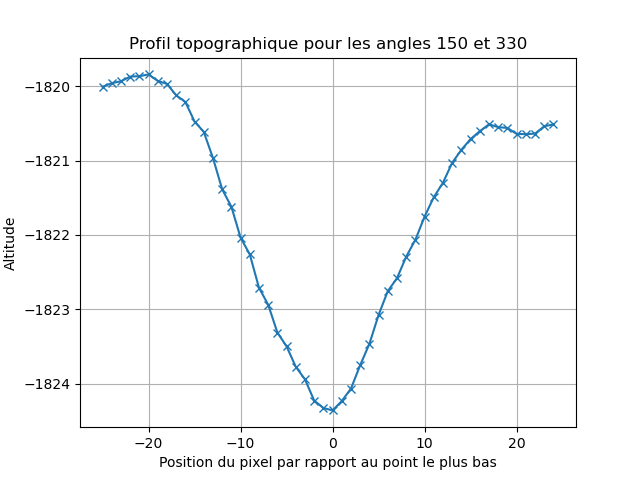 Profil topographique pour les angles 150 et 330
−1820
−1821
−1822
−1823
−1824
Altitude
−20 −10 0 10 20
Position du pixel par rapport au point le plus bas